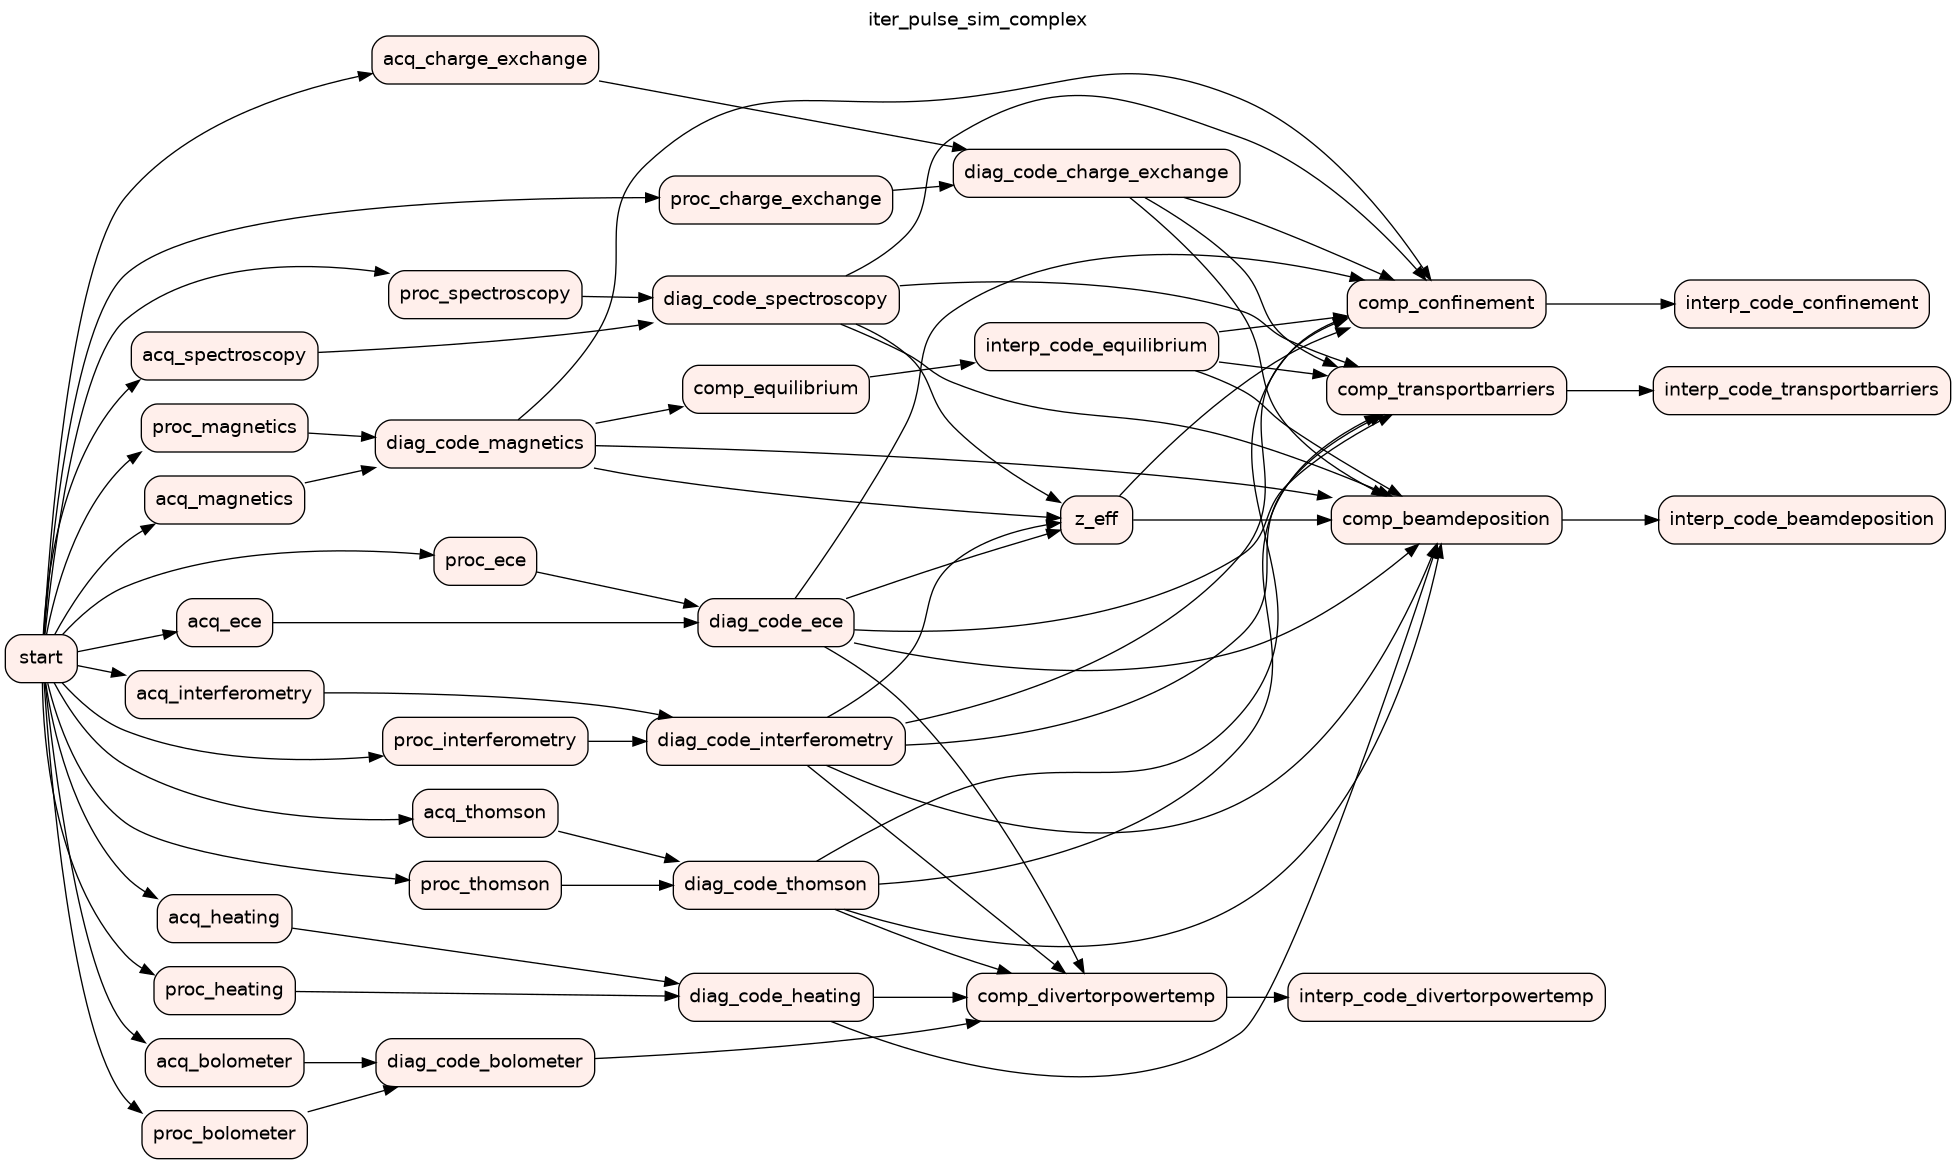 iter_pulse_sim_complex
acq_charge_exchange
diag_code_charge_exchange
proc_charge_exchange
proc_spectroscopy
diag_code_spectroscopy
comp_confinement
interp_code_confinement
acq_spectroscopy
interp_code_equilibrium
comp_equilibrium
comp_transportbarriers
interp_code_transportbarriers
proc_magnetics
diag_code_magnetics
acq_magnetics
z_eff
comp_beamdeposition
interp_code_beamdeposition
proc_ece
acq_ece
diag_code_ece
start
acq_interferometry
proc_interferometry
diag_code_interferometry
acq_thomson
proc_thomson
diag_code_thomson
acq_heating
proc_heating
diag_code_heating
comp_divertorpowertemp
interp_code_divertorpowertemp
acq_bolometer
diag_code_bolometer
proc_bolometer